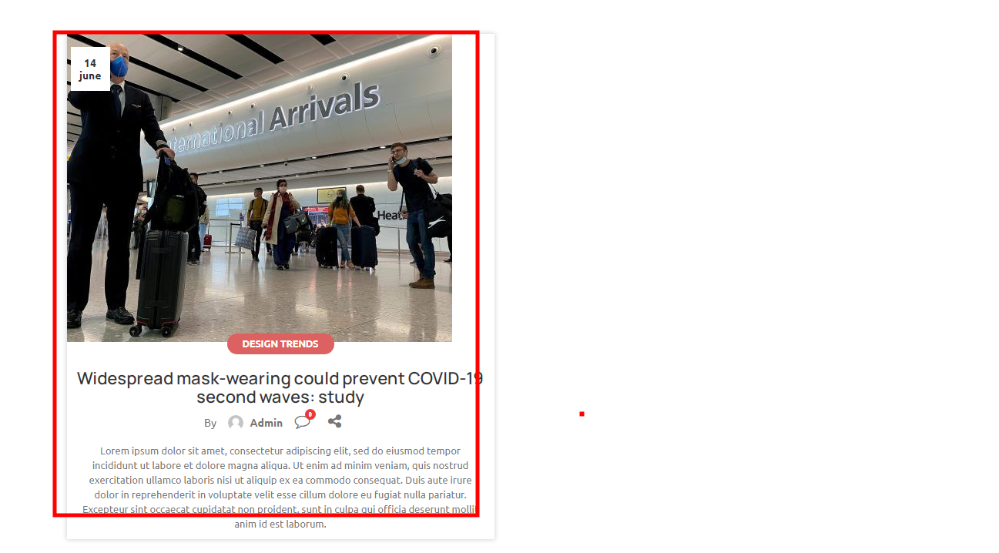 14
june
International Arrivals
Heat
DESIGN TRENDS
Widespread mask-wearing could prevent COVID-19
second waves: study
By Admin 0
Lorem ipsum dolor sit amet, consectetur adipiscing elit, sed do eiusmod tempor
incididunt ut labore et dolore magna aliqua. Ut enim ad minim veniam, quis nostrud
exercitation ullamco laboris nisi ut aliquip ex ea commodo consequat. Duis aute irure
dolor in reprehenderit in voluptate velit esse cillum dolore eu fugiat nulla pariatur.
Excepteur sint occaecat cupidatat non proident, sunt in culpa qui officia deserunt mollit
anim id est laborum.